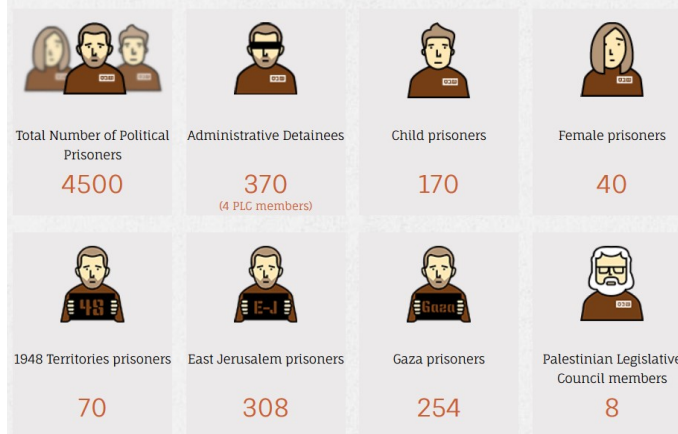 Total Number of Political
Prisoners
4500
Administrative Detainees
370
(4 PLC members)
Child prisoners
170
Female prisoners
40
48
1948 Territories prisoners
70
E-J
East Jerusalem prisoners
308
Gaza
Gaza prisoners
254
Palestinian Legislative
Council members
8